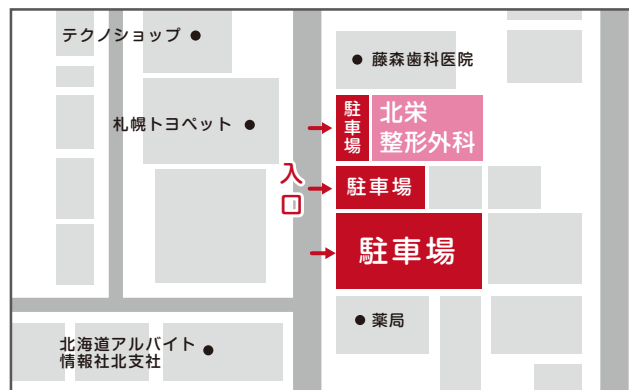 テクノショップ
藤森歯科医院
札幌トヨペット
駐車場
北栄
整形外科
入口
駐車場
駐車場
薬局
北海道アルバイト
情報社北支社